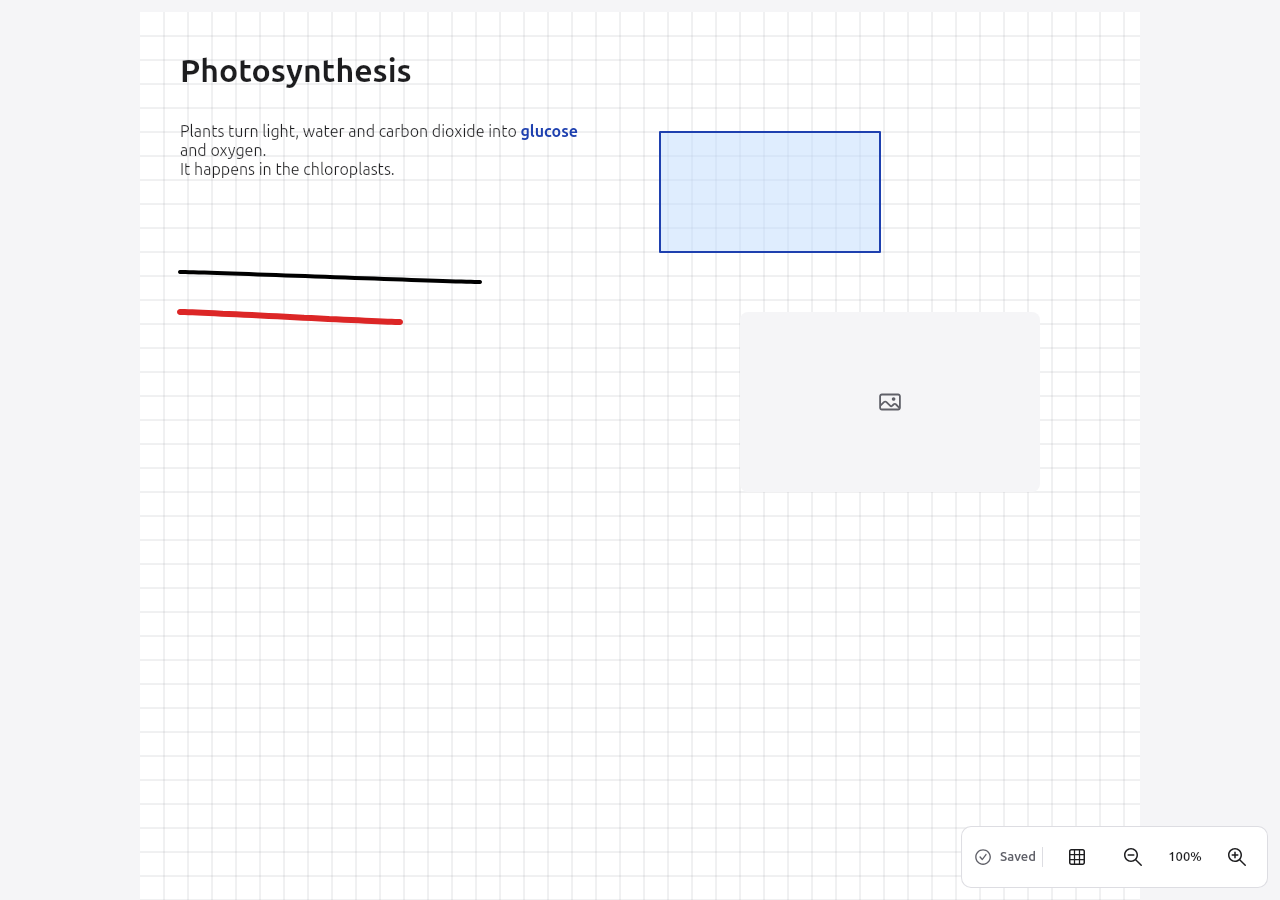 Photosynthesis
Plants turn light, water and carbon dioxide into glucose
and oxygen.
It happens in the chloroplasts.
Saved
100%